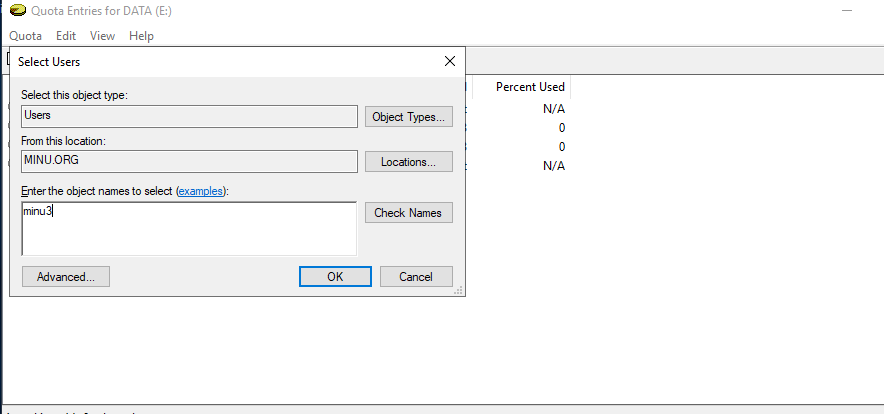 Quota Entries for DATA (E:)
Quota Edit View Help
Select Users
Select this object type:
Users
Object Types...
From this location:
MINU.ORG
Locations...
Enter the object names to select (examples):
minu3
Check Names
Advanced...
OK
Cancel
Percent Used
N/A
0
0
N/A